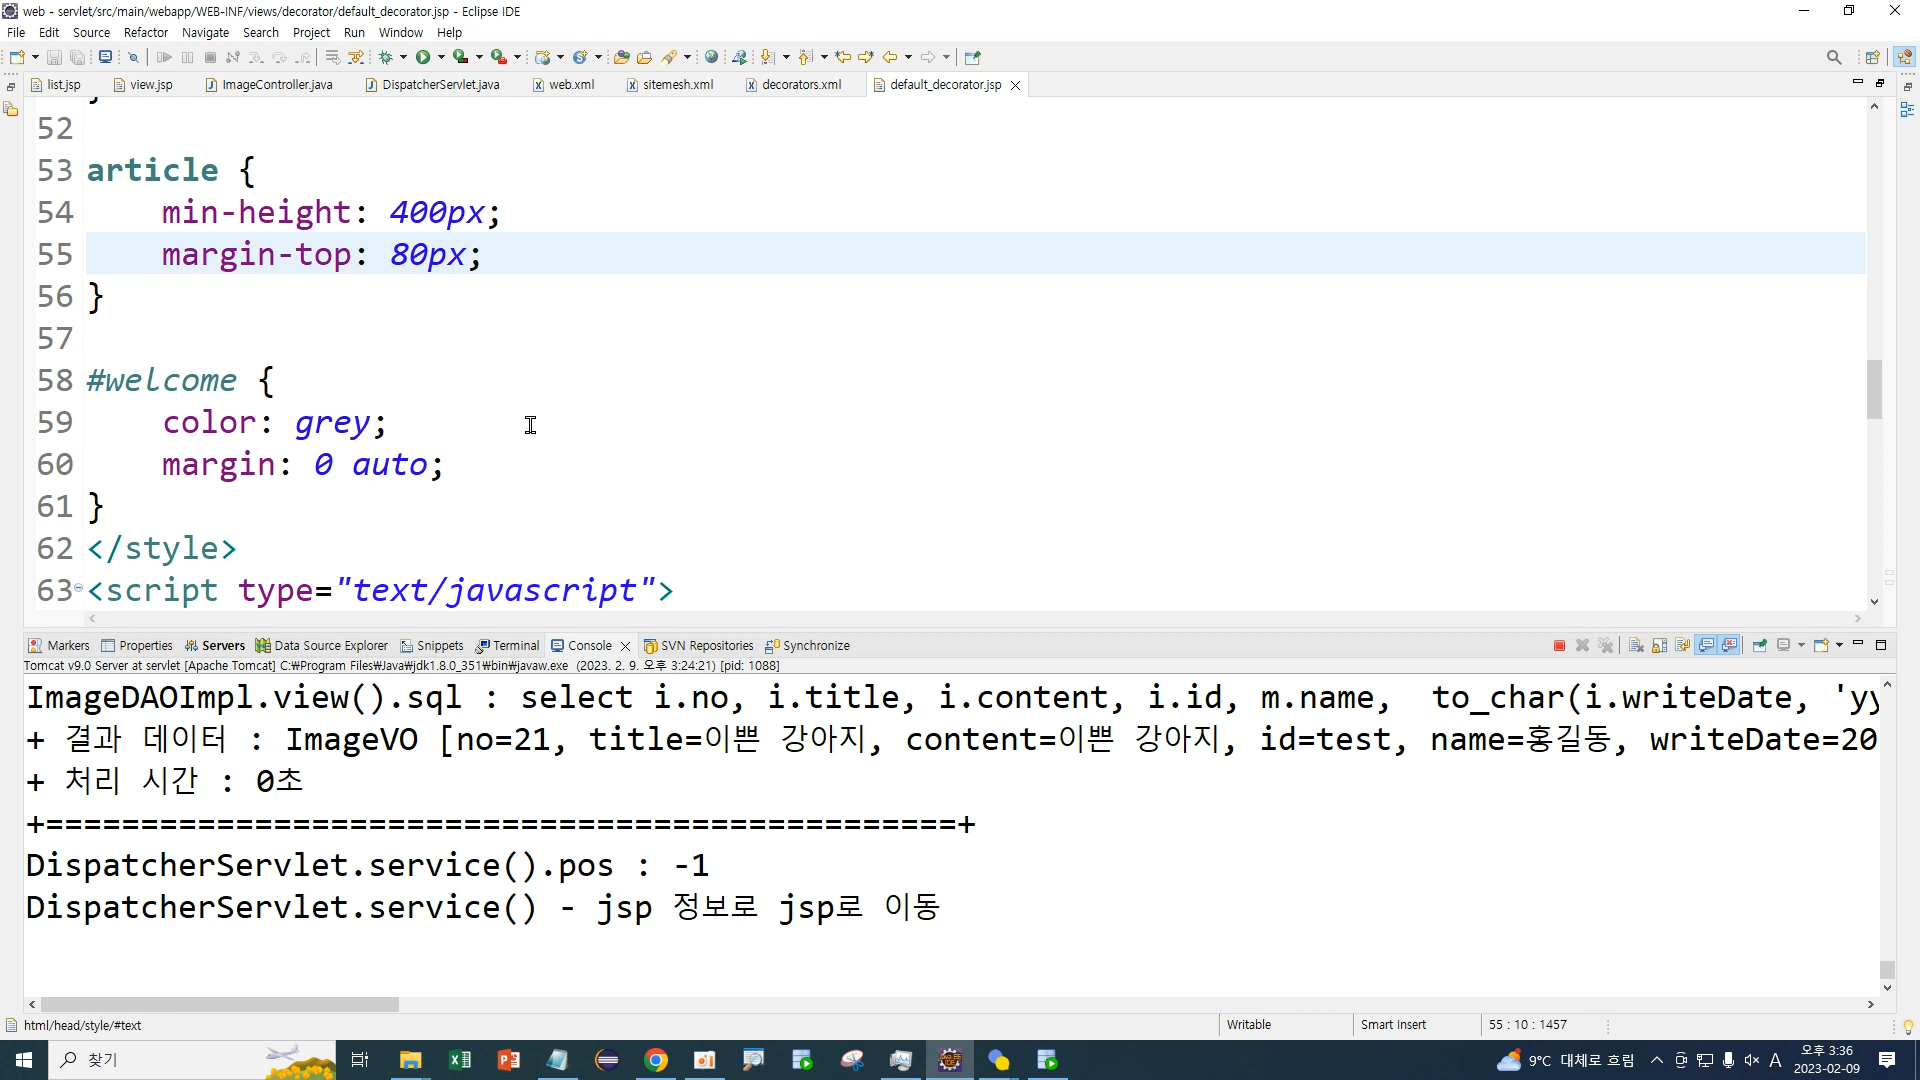 web - servlet/src/main/webapp/WEB-INF/views/decorator/default_decorator.jsp - Eclipse IDE
File Edit Source Refactor Navigate Search Project Run Window Help
list.jsp view.jsp ImageController.java DispatcherServlet.java web.xml sitemesh.xml decorators.xml default_decorator.jsp
}
52
53 article {
54 min-height: 400px;
55 margin-top: 80px;
56 }
57
58 #welcome {
59 color: grey;
60 margin: 0 auto;
61 }
62 </style>
63 <script type="text/javascript">
Markers Properties Servers Data Source Explorer Snippets Terminal Console SVN Repositories Synchronize
Tomcat v9.0 Server at servlet [Apache Tomcat] C:₩Program Files₩Java₩jdk1.8.0_351₩bin₩javaw.exe (2023. 2. 9. 오후 3:24:21) [pid: 1088]
ImageDAOImpl.view().sql : select i.no, i.title, i.content, i.id, m.name, to_char(i.writeDate, 'yy
+ 결과 데이터 : ImageVO [no=21, title=이쁜 강아지, content=이쁜 강아지, id=test, name=홍길동, writeDate=20
+ 처리 시간 : 0초
+================================================+
DispatcherServlet.service().pos : -1
DispatcherServlet.service() - jsp 정보로 jsp로 이동
html/head/style/#text Writable Smart Insert 55 : 10 : 1457
찾기 9°C 대체로 흐림 A 오후 3:36
2023-02-09